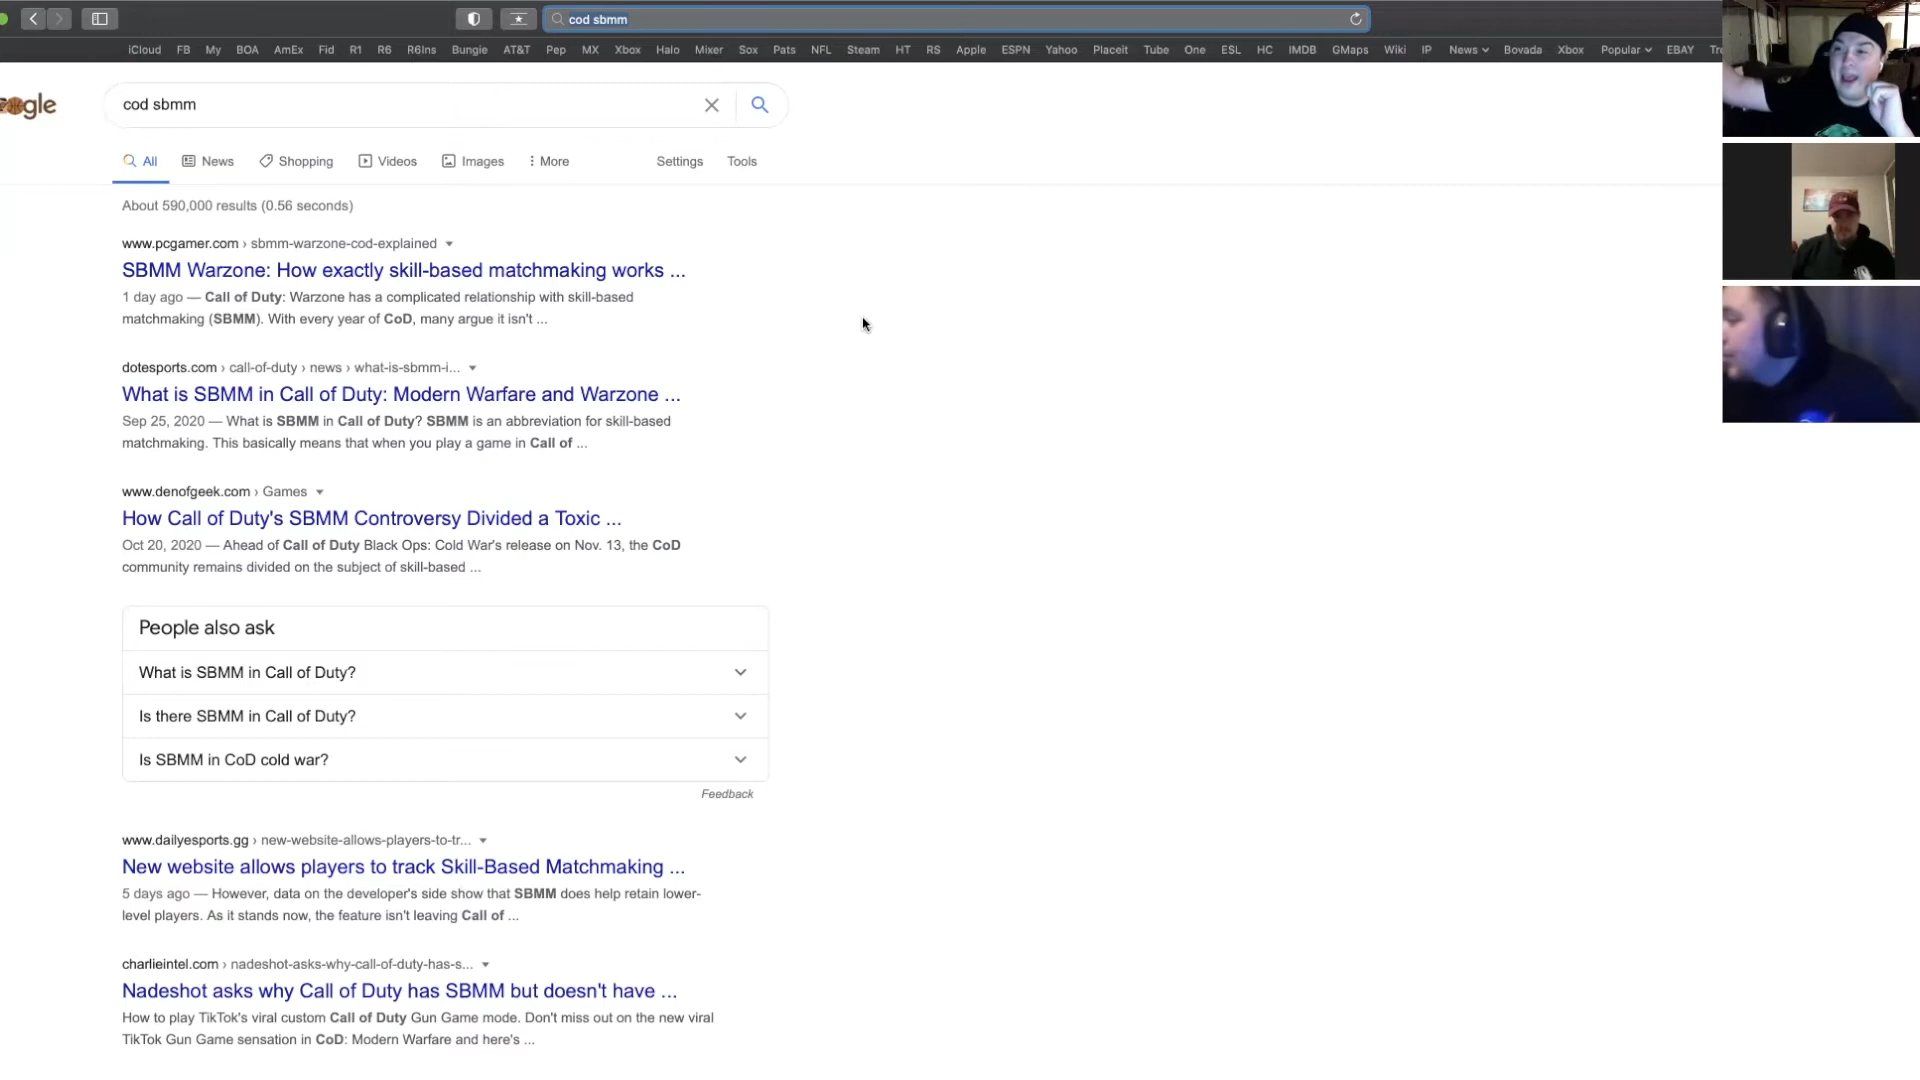 cod sbmm
iCloud FB My BOA AmEx Fid R1 R6 R6Ins Bungie AT&T Pep MX Xbox Halo Mixer Sox Pats NFL Steam HT RS Apple ESPN Yahoo Placeit Tube One ESL HC IMDB GMaps Wiki IP News Bovada Xbox Popular EBAY
cod sbmm
All News Shopping Videos Images More Settings Tools
About 590,000 results (0.56 seconds)
www.pcgamer.com › sbmm-warzone-cod-explained
SBMM Warzone: How exactly skill-based matchmaking works ...
1 day ago — Call of Duty: Warzone has a complicated relationship with skill-based
matchmaking (SBMM). With every year of CoD, many argue it isn't ...
dotesports.com › call-of-duty › news › what-is-sbmm-i...
What is SBMM in Call of Duty: Modern Warfare and Warzone ...
Sep 25, 2020 — What is SBMM in Call of Duty? SBMM is an abbreviation for skill-based
matchmaking. This basically means that when you play a game in Call of ...
www.denofgeek.com › Games
How Call of Duty's SBMM Controversy Divided a Toxic ...
Oct 20, 2020 — Ahead of Call of Duty Black Ops: Cold War's release on Nov. 13, the CoD
community remains divided on the subject of skill-based ...
People also ask
What is SBMM in Call of Duty?
Is there SBMM in Call of Duty?
Is SBMM in CoD cold war?
Feedback
www.dailyesports.gg › new-website-allows-players-to-tr...
New website allows players to track Skill-Based Matchmaking ...
5 days ago — However, data on the developer's side show that SBMM does help retain lower-
level players. As it stands now, the feature isn't leaving Call of ...
charlieintel.com › nadeshot-asks-why-call-of-duty-has-s...
Nadeshot asks why Call of Duty has SBMM but doesn't have ...
How to play TikTok's viral custom Call of Duty Gun Game mode. Don't miss out on the new viral
TikTok Gun Game sensation in CoD: Modern Warfare and here's ...